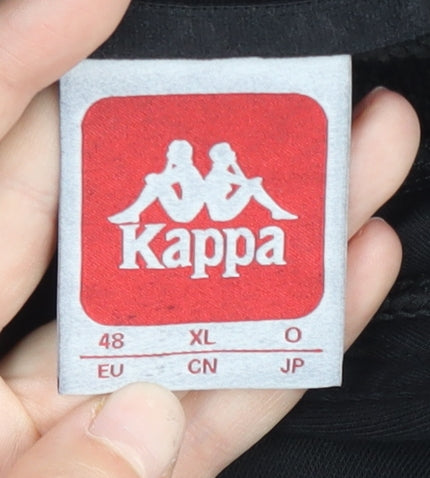 Kappa
48 XL O
EU CN JP